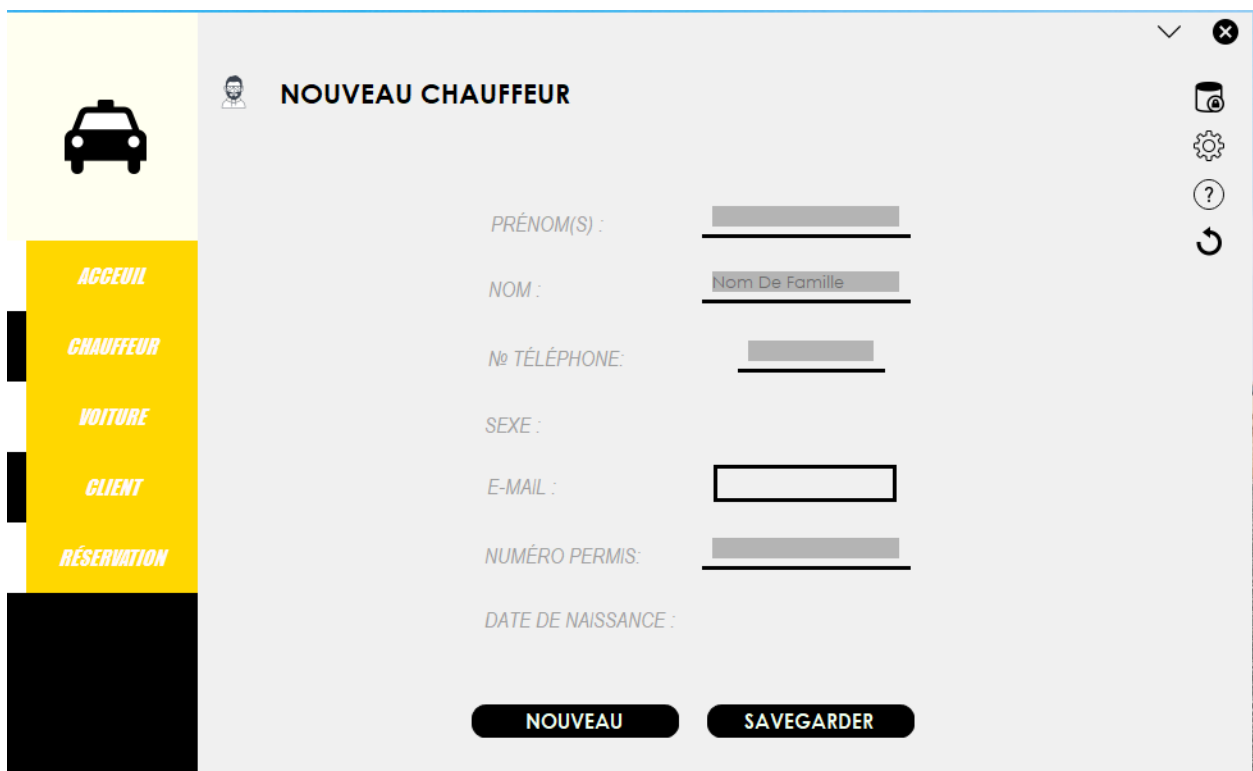 NOUVEAU CHAUFFEUR
PRÉNOM(S) :
ACCEUIL
NOM : Nom De Famille
CHAUFFEUR
№ TÉLÉPHONE:
VOITURE
SEXE :
CLIENT
E-MAIL :
RÉSERVATION
NUMÉRO PERMIS:
DATE DE NAISSANCE :
NOUVEAU SAVEGARDER